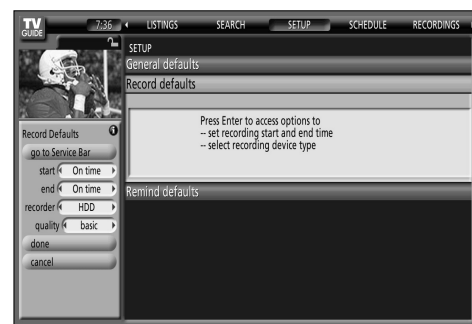 TV GUIDE
7:36
LISTINGS SEARCH SETUP SCHEDULE RECORDINGS
SETUP
General defaults
Record defaults
Press Enter to access options to
-- set recording start and end time
-- select recording device type
Remind defaults
Record Defaults
go to Service Bar
start On time
end On time
recorder HDD
quality basic
done
cancel